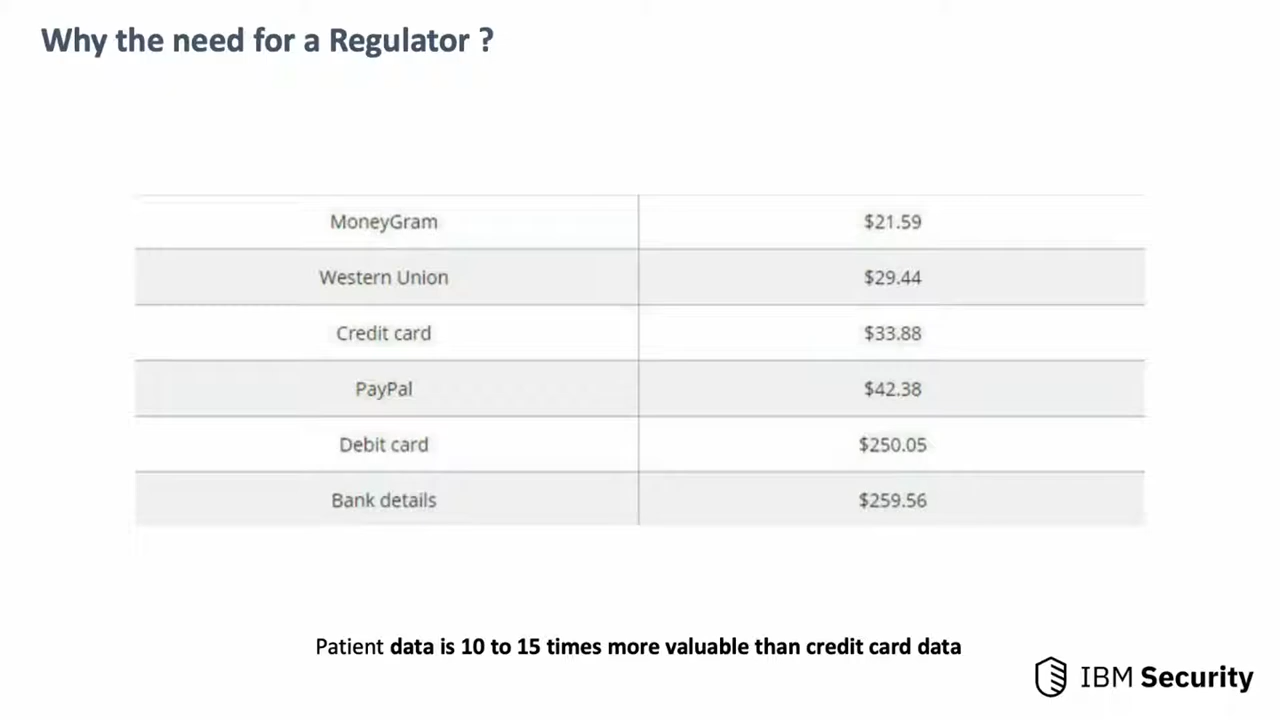 Why the need for a Regulator ?
MoneyGram $21.59
Western Union $29.44
Credit card $33.88
PayPal $42.38
Debit card $250.05
Bank details $259.56
Patient data is 10 to 15 times more valuable than credit card data
IBM Security